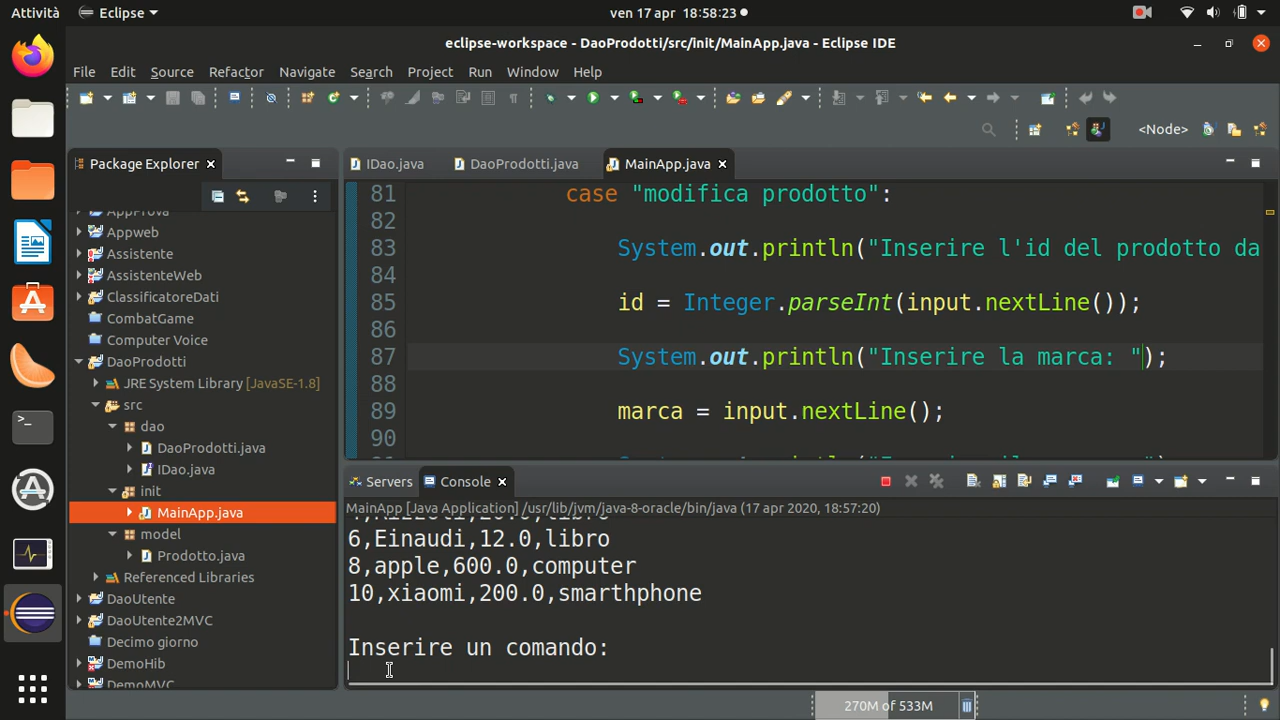 Attività
Eclipse
ven 17 apr 18:58:23
eclipse-workspace - DaoProdotti/src/init/MainApp.java - Eclipse IDE
File Edit Source Refactor Navigate Search Project Run Window Help
<Node>
Package Explorer
IDao.java
DaoProdotti.java
MainApp.java
AppProva
Appweb
Assistente
AssistenteWeb
ClassificatoreDati
CombatGame
Computer Voice
DaoProdotti
JRE System Library [JavaSE-1.8]
src
dao
DaoProdotti.java
IDao.java
init
MainApp.java
model
Prodotto.java
Referenced Libraries
DaoUtente
DaoUtente2MVC
Decimo giorno
DemoHib
DemoMVC
81 case "modifica prodotto":
82
83 System.out.println("Inserire l'id del prodotto da
84
85 id = Integer.parseInt(input.nextLine());
86
87 System.out.println("Inserire la marca: ");
88
89 marca = input.nextLine();
90
Servers
Console
MainApp [Java Application] /usr/lib/jvm/java-8-oracle/bin/java (17 apr 2020, 18:57:20)
6,Einaudi,12.0,libro
8,apple,600.0,computer
10,xiaomi,200.0,smarthphone
Inserire un comando:
270M of 533M